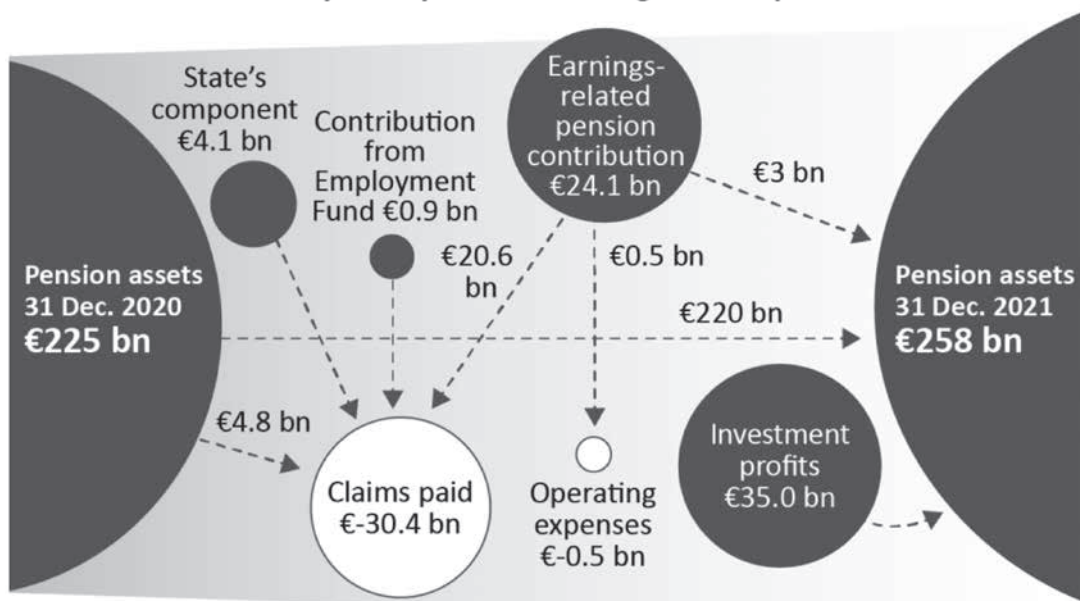 State's
component
€4.1 bn
Contribution
from
Employment
Fund €0.9 bn
Earnings-
related
pension
contribution
€24.1 bn
€3 bn
€20.6
bn
€0.5 bn
Pension assets
31 Dec. 2020
€225 bn
€220 bn
Pension assets
31 Dec. 2021
€258 bn
€4.8 bn
Claims paid
€-30.4 bn
Operating
expenses
€-0.5 bn
Investment
profits
€35.0 bn